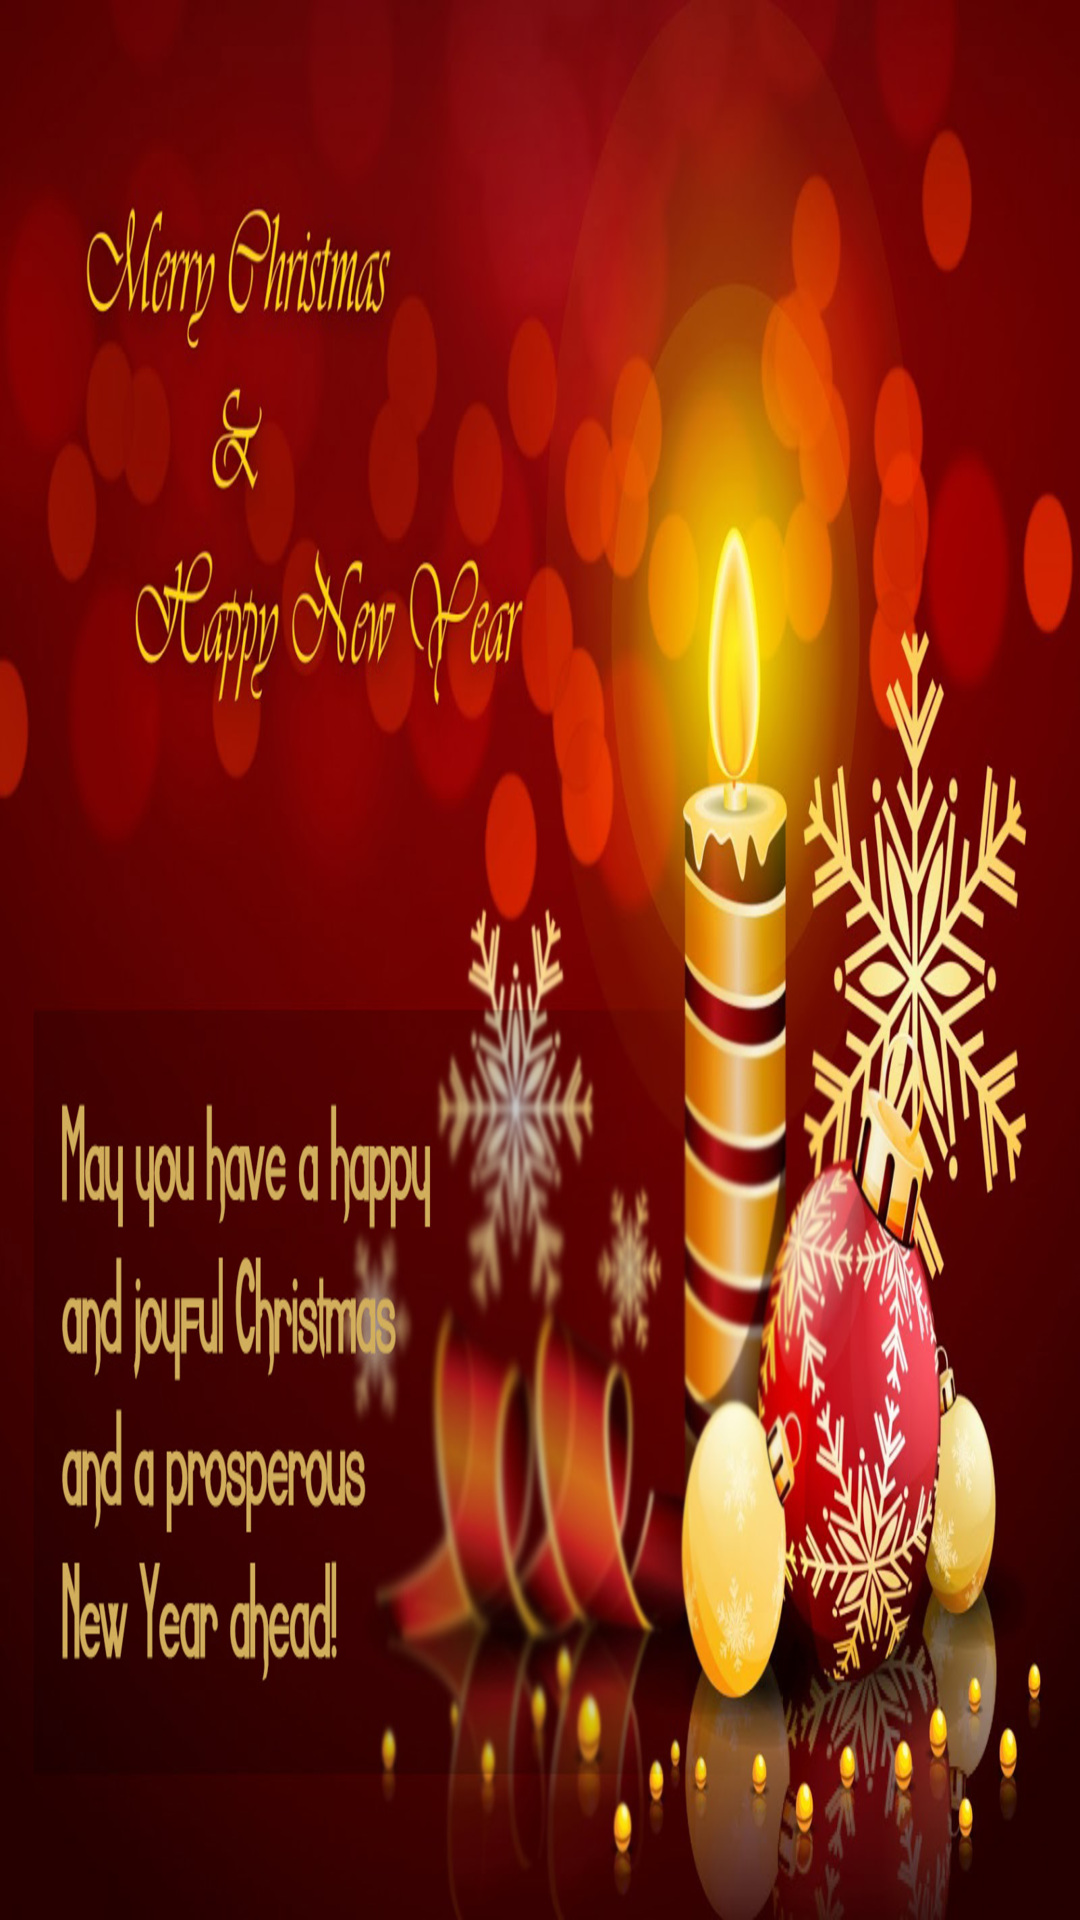 Merry Christmas
&
Happy New Year
May you have a happy
and joyful Christmas
and a prosperous
New Year ahead!